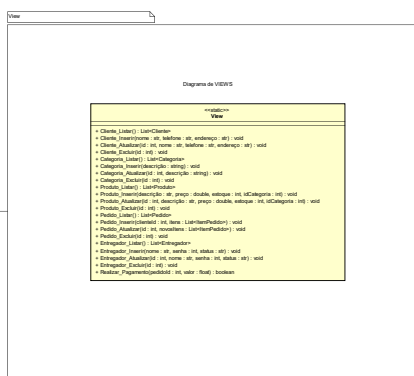 View
Diagrama de VIEWS
<<static>>
View
+ Cliente_Listar() : List<Cliente>
+ Cliente_Inserir(nome : str, telefone : str, endereço : str) : void
+ Cliente_Atualizar(id : int, nome : str, telefone : str, endereço : str) : void
+ Cliente_Excluir(id : int) : void
+ Categoria_Listar() : List<Categoria>
+ Categoria_Inserir(descrição : string) : void
+ Categoria_Atualizar(id : int, descrição : string) : void
+ Categoria_Excluir(id : int) : void
+ Produto_Listar() : List<Produto>
+ Produto_Inserir(descrição : str, preço : double, estoque : int, idCategoria : int) : void
+ Produto_Atualizar(id : int, descrição : str, preço : double, estoque : int, idCategoria : int) : void
+ Produto_Excluir(id : int) : void
+ Pedido_Listar() : List<Pedido>
+ Pedido_Inserir(clienteId : int, itens : List<ItemPedido>) : void
+ Pedido_Atualizar(id : int, novosItens : List<ItemPedido>) : void
+ Pedido_Excluir(id : int) : void
+ Entregador_Listar() : List<Entregador>
+ Entregador_Inserir(nome : str, senha : int, status : str) : void
+ Entregador_Atualizar(id : int, nome : str, senha : int, status : str) : void
+ Entregador_Excluir(id : int) : void
+ Realizar_Pagamento(pedidoId : int, valor : float) : boolean